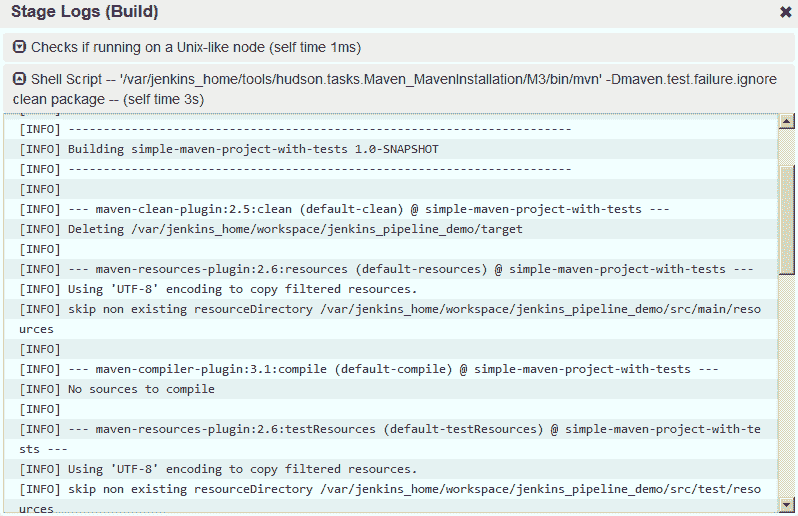 Stage Logs (Build)
Checks if running on a Unix-like node (self time 1ms)
Shell Script -- '/var/jenkins_home/tools/hudson.tasks.Maven_MavenInstallation/M3/bin/mvn' -Dmaven.test.failure.ignore
clean package -- (self time 3s)
[INFO] ------------------------------------------------------------------------
[INFO] Building simple-maven-project-with-tests 1.0-SNAPSHOT
[INFO] ------------------------------------------------------------------------
[INFO]
[INFO] --- maven-clean-plugin:2.5:clean (default-clean) @ simple-maven-project-with-tests ---
[INFO] Deleting /var/jenkins_home/workspace/jenkins_pipeline_demo/target
[INFO]
[INFO] --- maven-resources-plugin:2.6:resources (default-resources) @ simple-maven-project-with-tests ---
[INFO] Using 'UTF-8' encoding to copy filtered resources.
[INFO] skip non existing resourceDirectory /var/jenkins_home/workspace/jenkins_pipeline_demo/src/main/reso
urces
[INFO]
[INFO] --- maven-compiler-plugin:3.1:compile (default-compile) @ simple-maven-project-with-tests ---
[INFO] No sources to compile
[INFO]
[INFO] --- maven-resources-plugin:2.6:testResources (default-testResources) @ simple-maven-project-with-te
sts ---
[INFO] Using 'UTF-8' encoding to copy filtered resources.
[INFO] skip non existing resourceDirectory /var/jenkins_home/workspace/jenkins_pipeline_demo/src/test/reso
urces